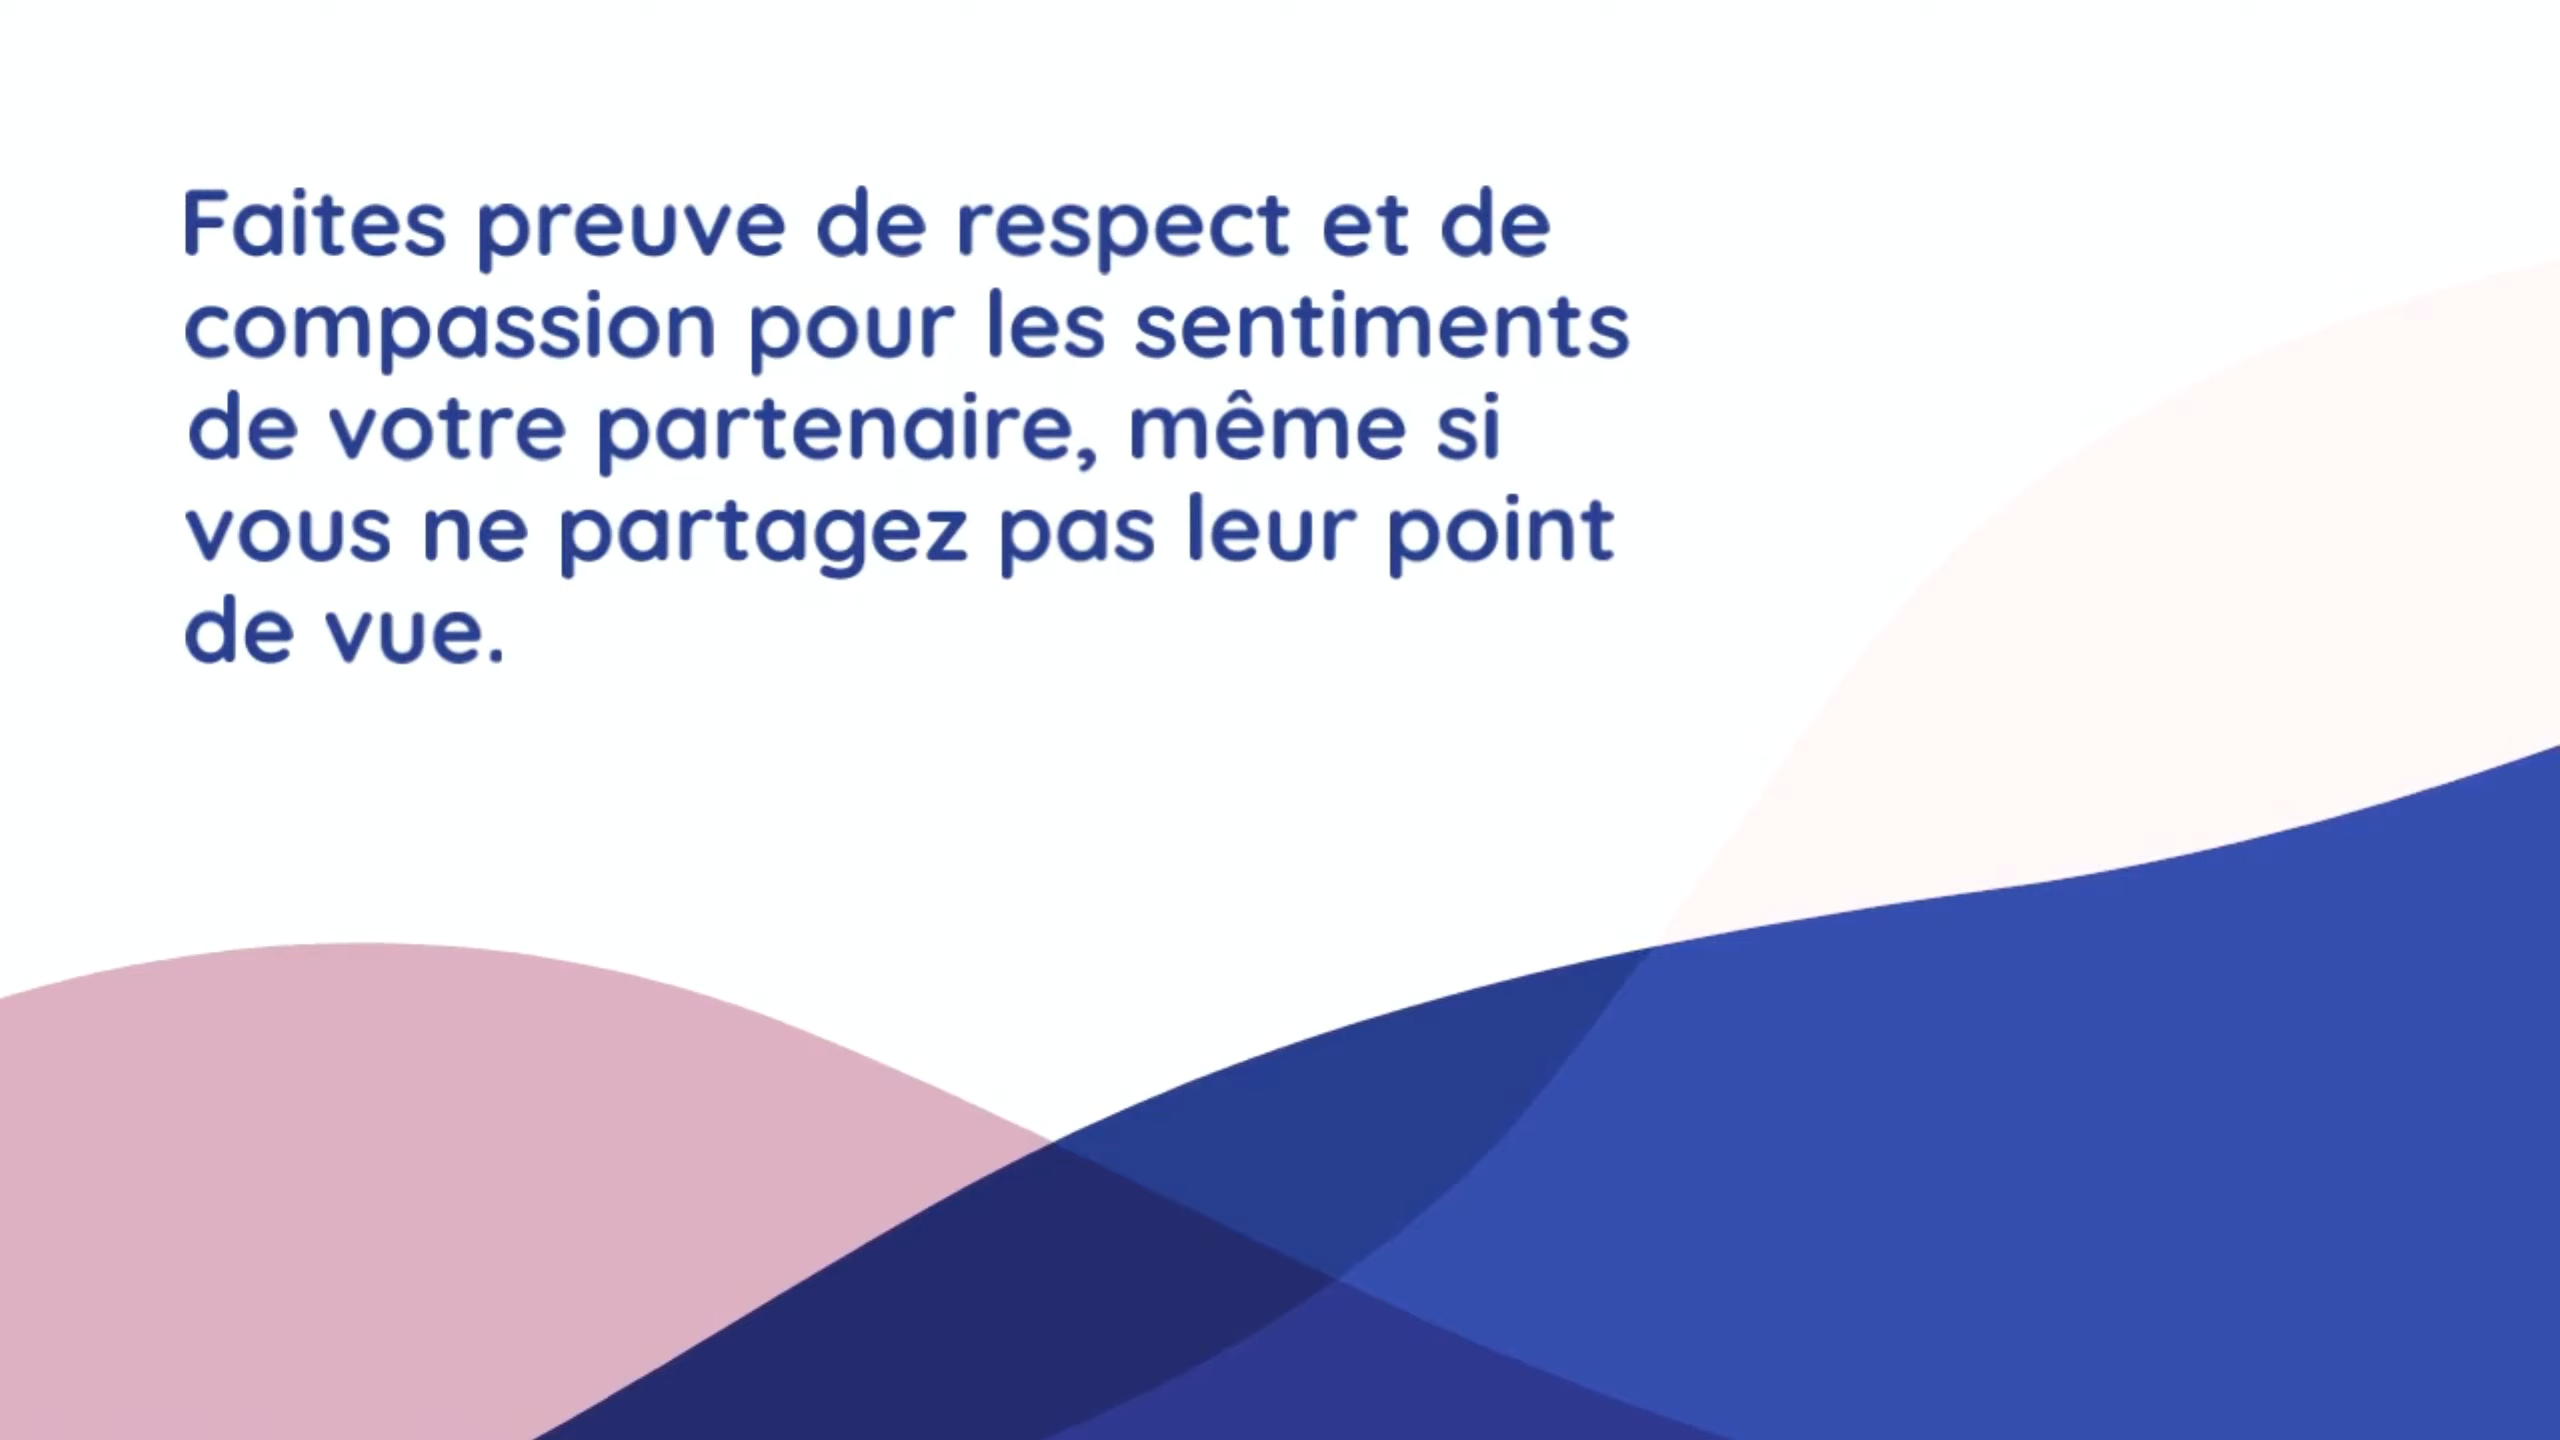 Faites preuve de respect et de
compassion pour les sentiments
de votre partenaire, même si
vous ne partagez pas leur point
de vue.